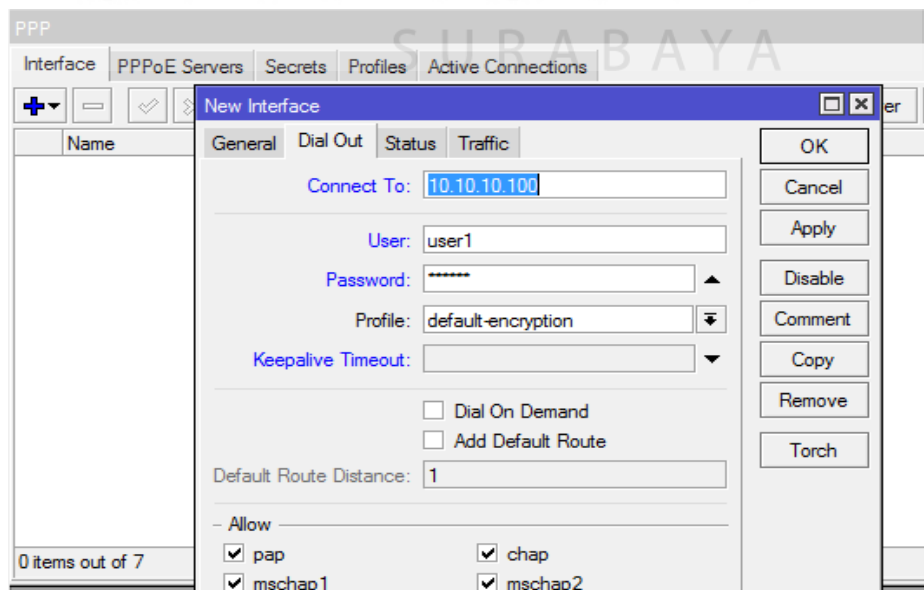 SURABAYA
PPP
Interface PPPoE Servers Secrets Profiles Active Connections
er
Name
New Interface
General Dial Out Status Traffic
Connect To: 10.10.10.100
User: user1
Password: ******
Profile: default-encryption
Keepalive Timeout:
Dial On Demand
Add Default Route
Default Route Distance: 1
Allow
pap chap
mschap1 mschap2
OK
Cancel
Apply
Disable
Comment
Copy
Remove
Torch
0 items out of 7